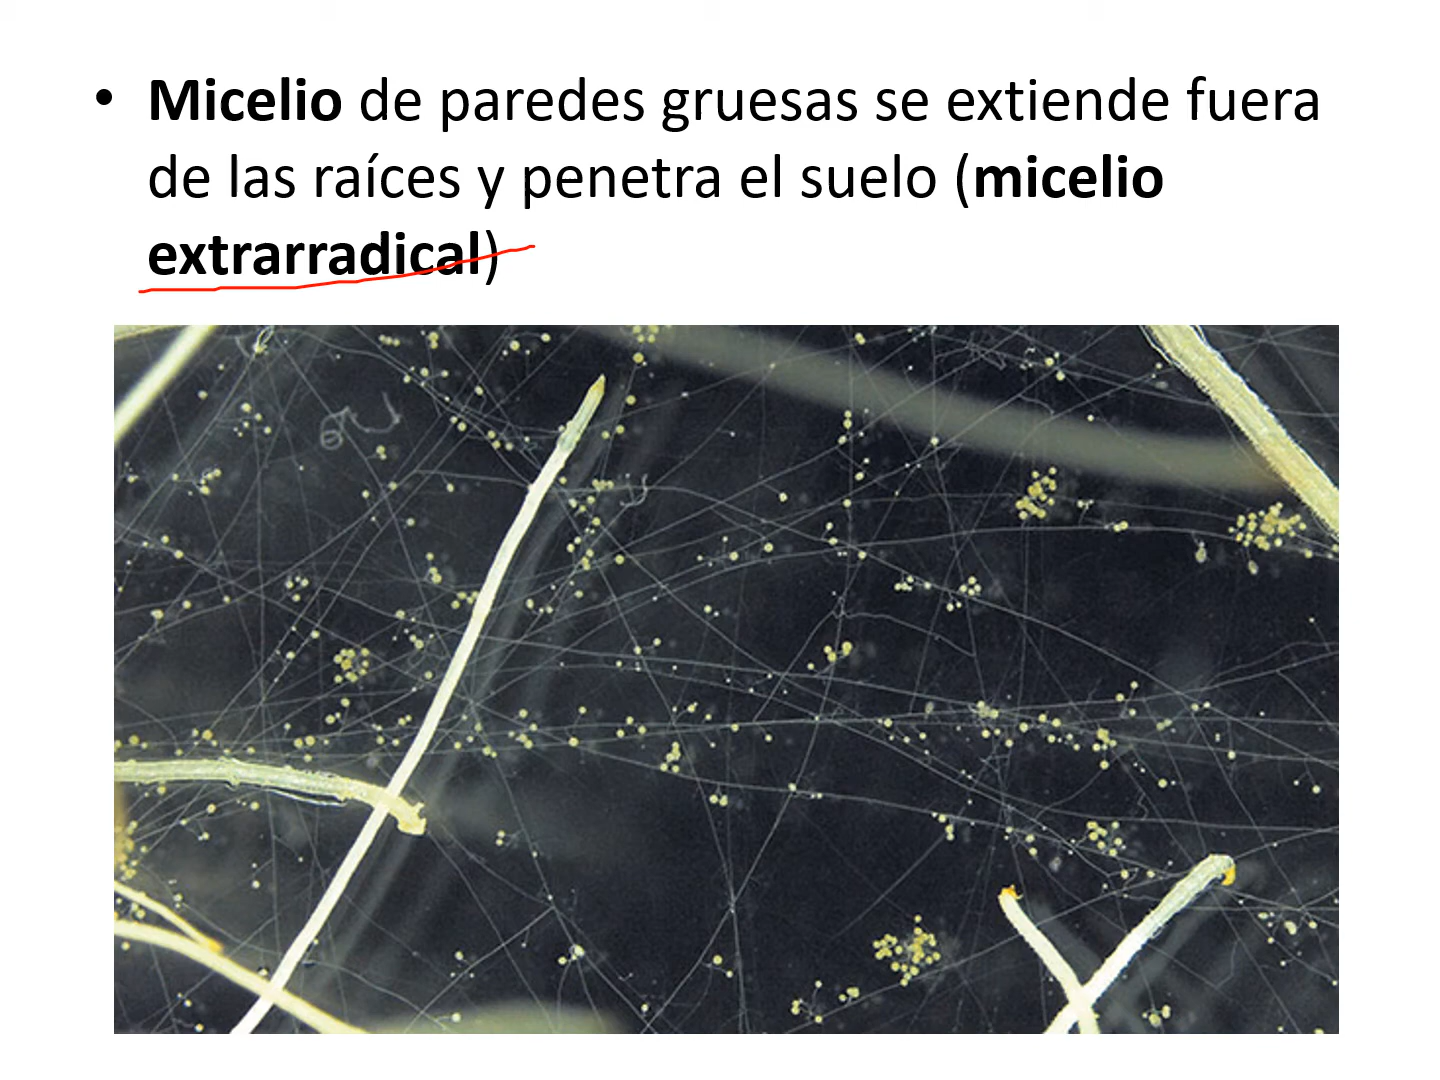 • Micelio de paredes gruesas se extiende fuera
de las raíces y penetra el suelo (micelio
extrarradical)